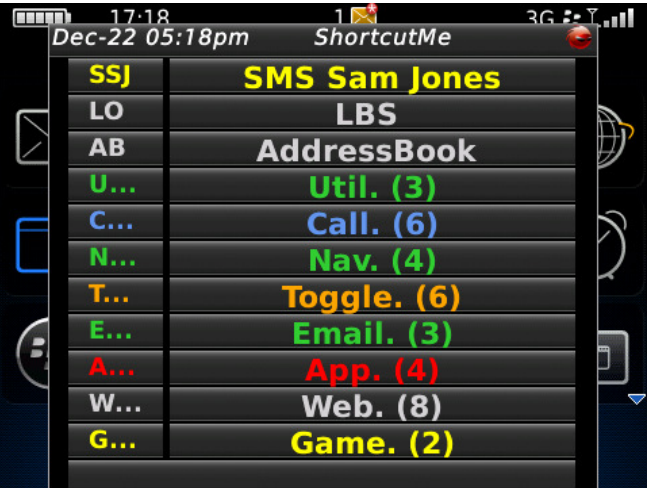 17:18 1 3G
Dec-22 05:18pm ShortcutMe
SSJ SMS Sam Jones
LO LBS
AB AddressBook
U... Util. (3)
C... Call. (6)
N... Nav. (4)
T... Toggle. (6)
E... Email. (3)
A... App. (4)
W... Web. (8)
G... Game. (2)